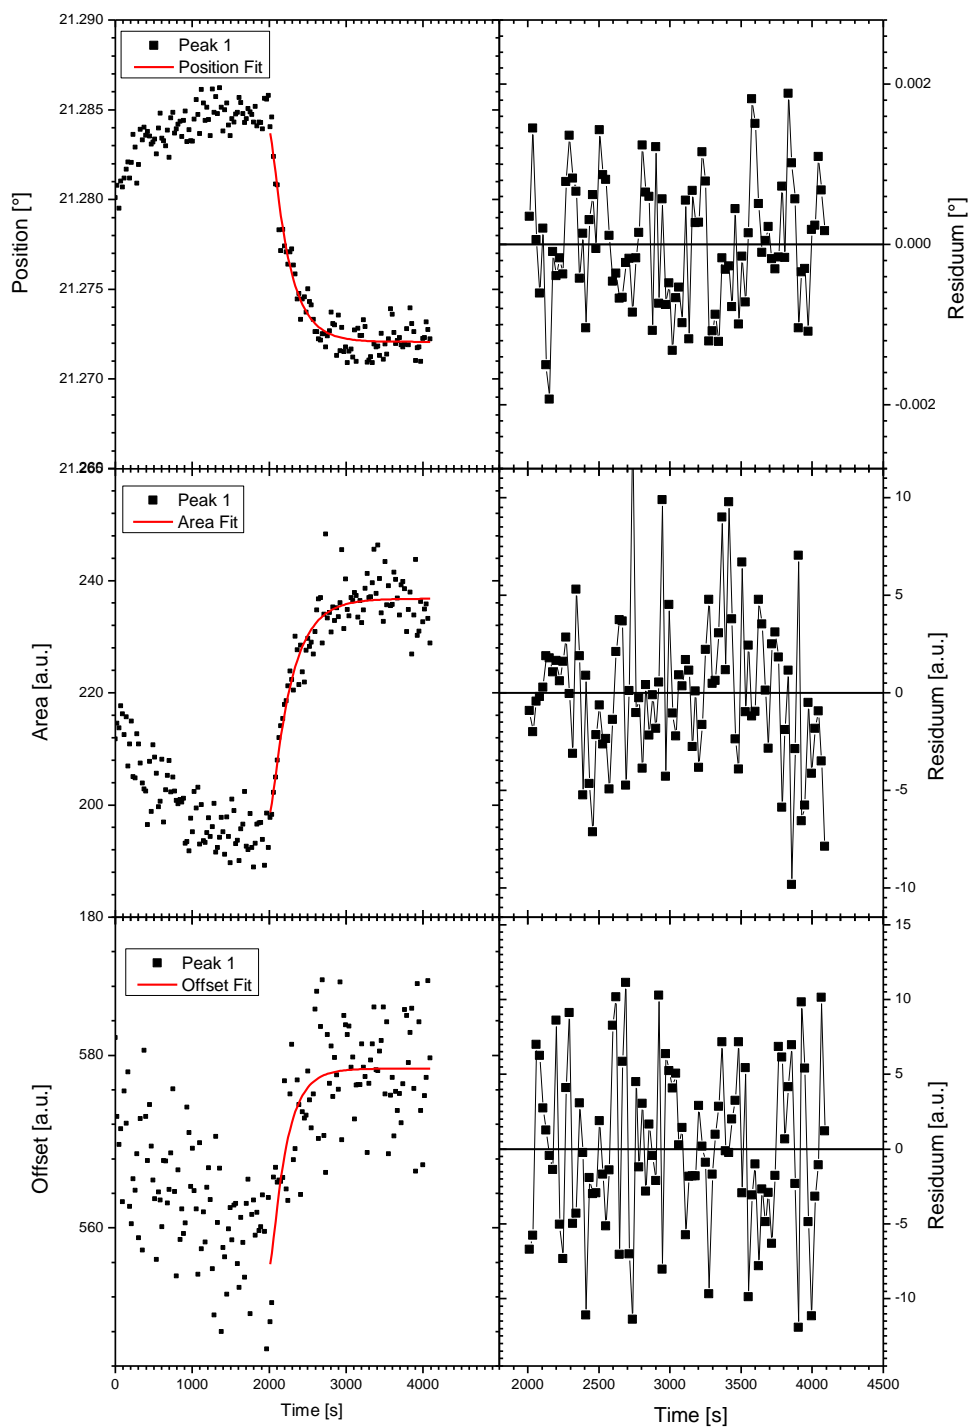 21.290
21.285
21.280
21.275
21.270
21.265
Position [°]
Peak 1
Position Fit
0.002
0.000
-0.002
Residuum [°]
260
240
220
200
180
Area [a.u.]
Peak 1
Area Fit
10
5
0
-5
-10
Residuum [a.u.]
580
560
Offset [a.u.]
Peak 1
Offset Fit
15
10
5
0
-5
-10
Residuum [a.u.]
0 1000 2000 3000 4000
Time [s]
2000 2500 3000 3500 4000 4500
Time [s]